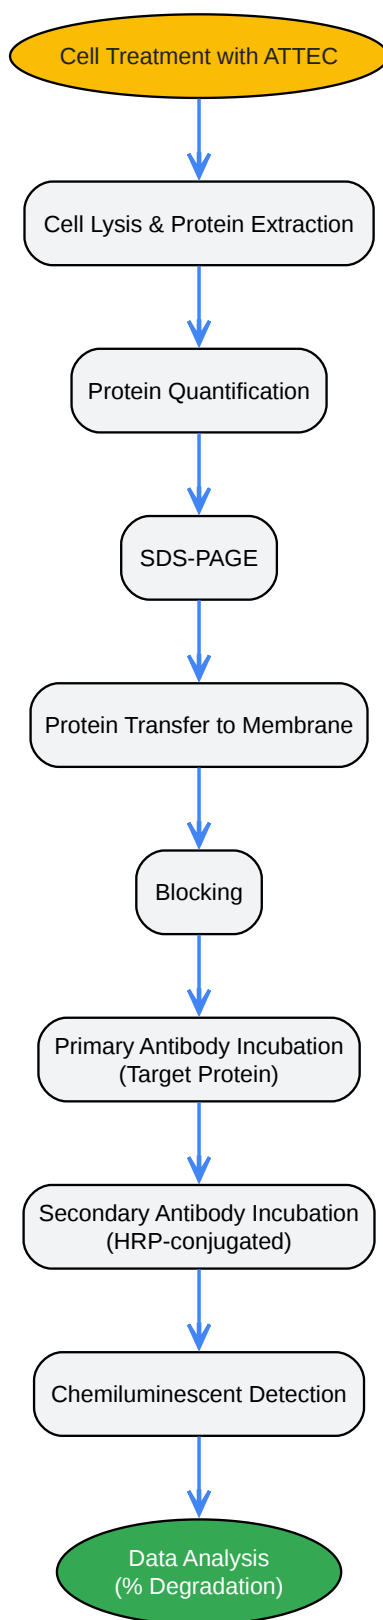 Cell Treatment with ATTEC
Cell Lysis & Protein Extraction
Protein Quantification
SDS-PAGE
Protein Transfer to Membrane
Blocking
Primary Antibody Incubation
(Target Protein)
Secondary Antibody Incubation
(HRP-conjugated)
Chemiluminescent Detection
Data Analysis
(% Degradation)